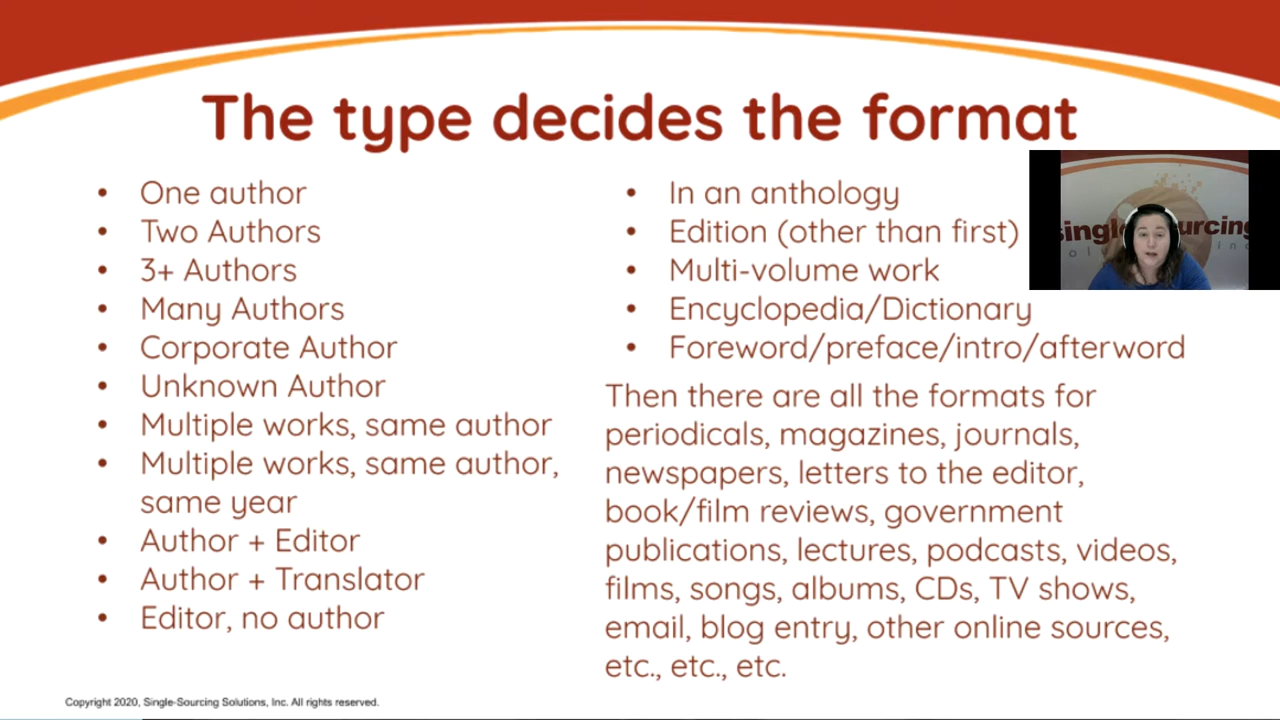 The type decides the format
• One author
• Two Authors
• 3+ Authors
• Many Authors
• Corporate Author
• Unknown Author
• Multiple works, same author
• Multiple works, same author,
same year
• Author + Editor
• Author + Translator
• Editor, no author
• In an anthology
• Edition (other than first)
• Multi-volume work
• Encyclopedia/Dictionary
• Foreword/preface/intro/afterword
Then there are all the formats for
periodicals, magazines, journals,
newspapers, letters to the editor,
book/film reviews, government
publications, lectures, podcasts, videos,
films, songs, albums, CDs, TV shows,
email, blog entry, other online sources,
etc., etc., etc.
Copyright 2020, Single-Sourcing Solutions, Inc. All rights reserved.